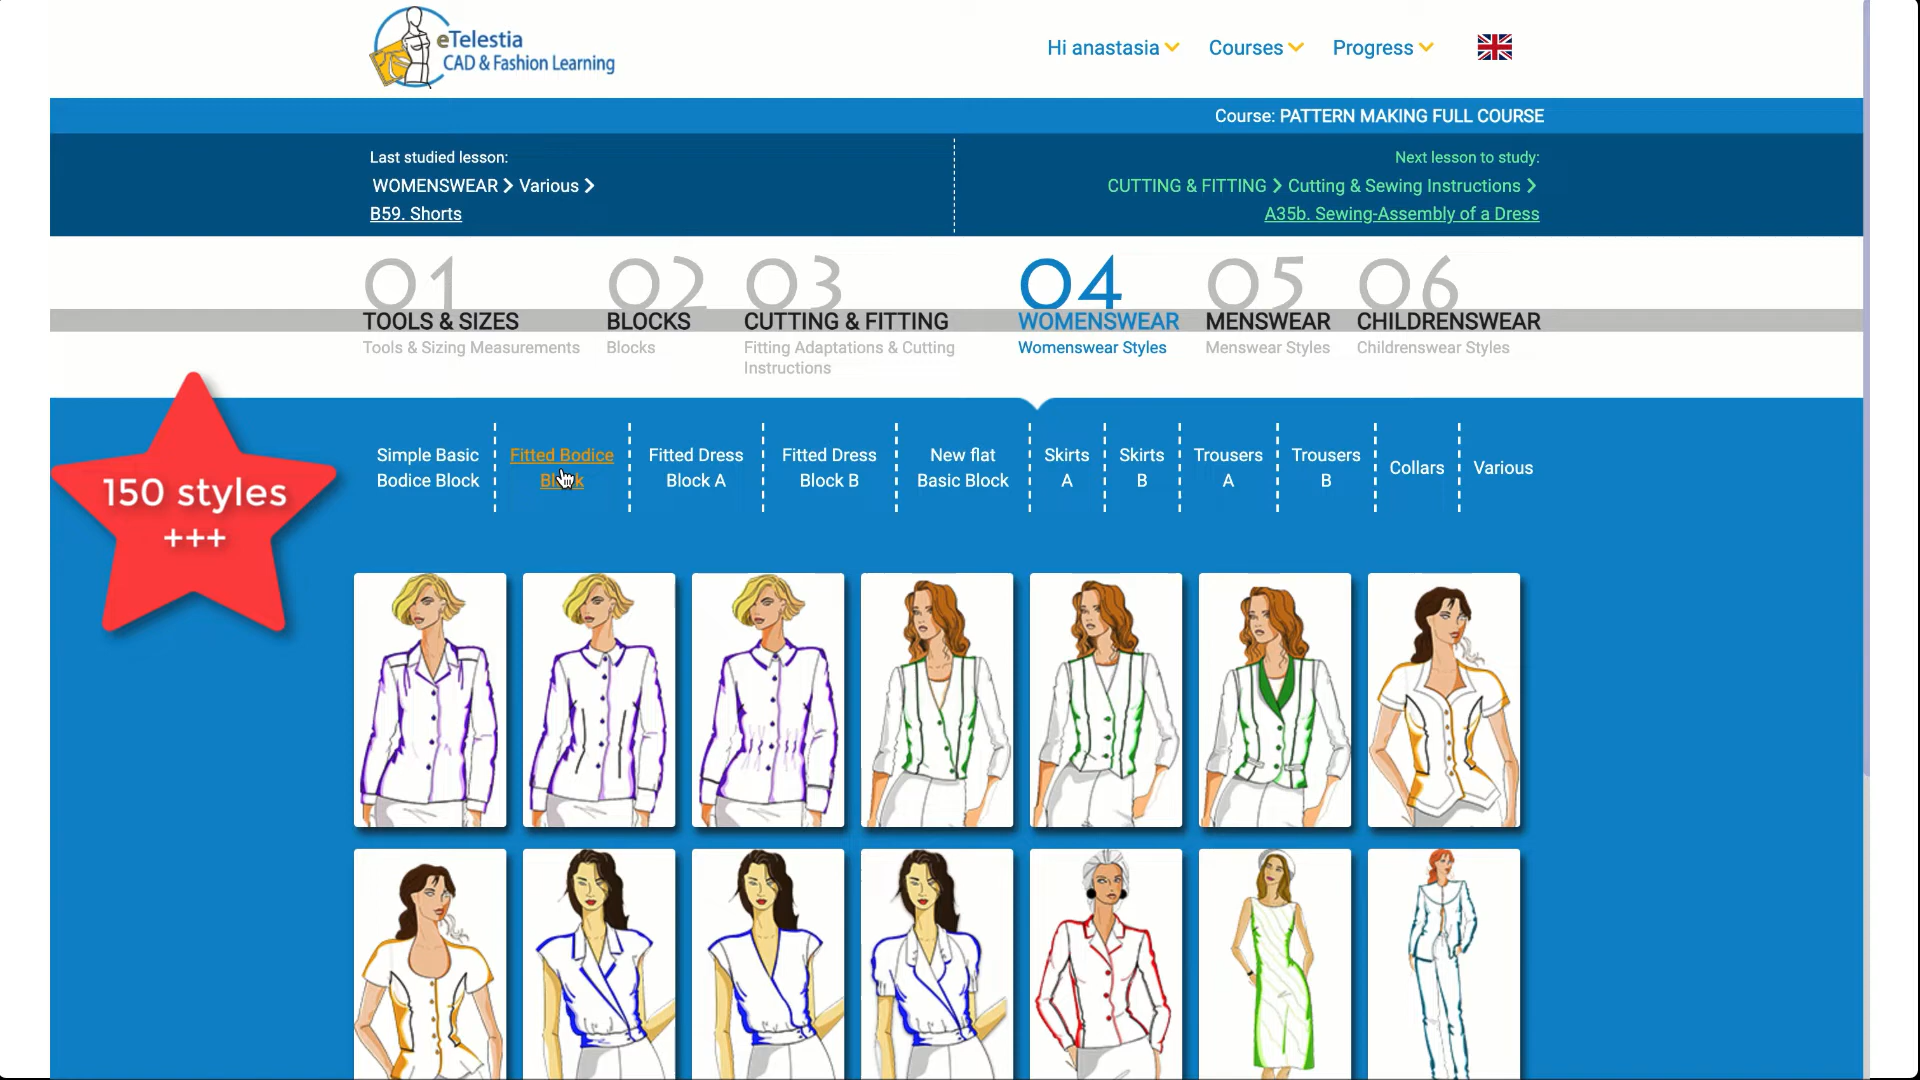 eTelestia
CAD & Fashion Learning
Hi anastasia
Courses
Progress
Course: PATTERN MAKING FULL COURSE
Last studied lesson:
WOMENSWEAR > Various >
B59. Shorts
Next lesson to study:
CUTTING & FITTING > Cutting & Sewing Instructions >
A35b. Sewing-Assembly of a Dress
01
TOOLS & SIZES
Tools & Sizing Measurements
02
BLOCKS
Blocks
03
CUTTING & FITTING
Fitting Adaptations & Cutting
Instructions
04
WOMENSWEAR
Womenswear Styles
05
MENSWEAR
Menswear Styles
06
CHILDRENSWEAR
Childrenswear Styles
150 styles
+++
Simple Basic
Bodice Block
Fitted Bodice
Block
Fitted Dress
Block A
Fitted Dress
Block B
New flat
Basic Block
Skirts
A
Skirts
B
Trousers
A
Trousers
B
Collars
Various